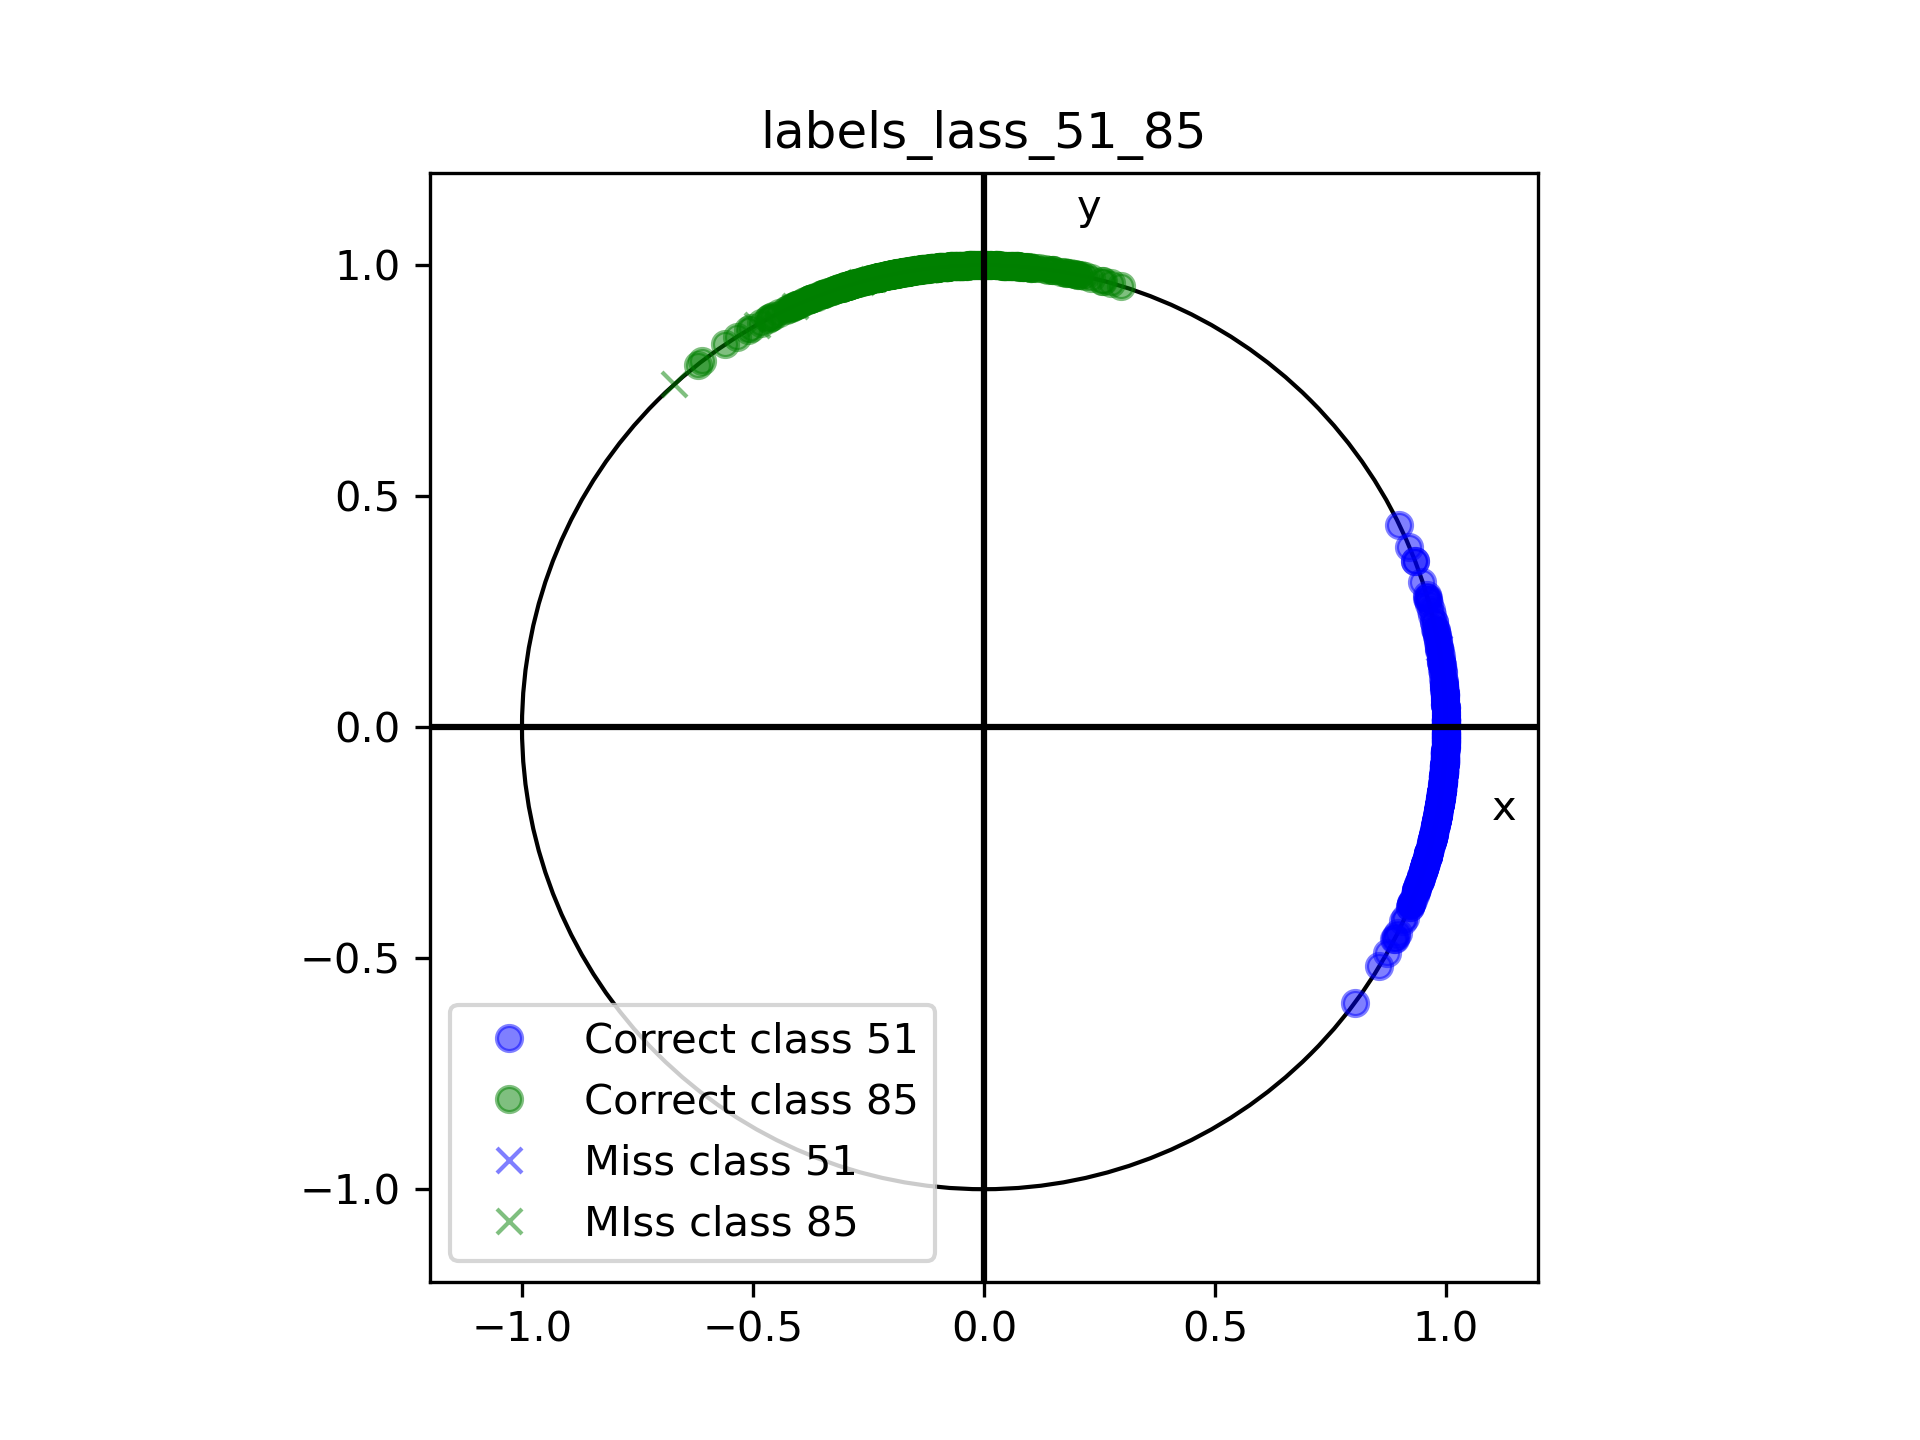 labels_lass_51_85
y
1.0
0.5
0.0
x
−0.5
−1.0
Correct class 51
Correct class 85
Miss class 51
MIss class 85
−1.0 −0.5 0.0 0.5 1.0